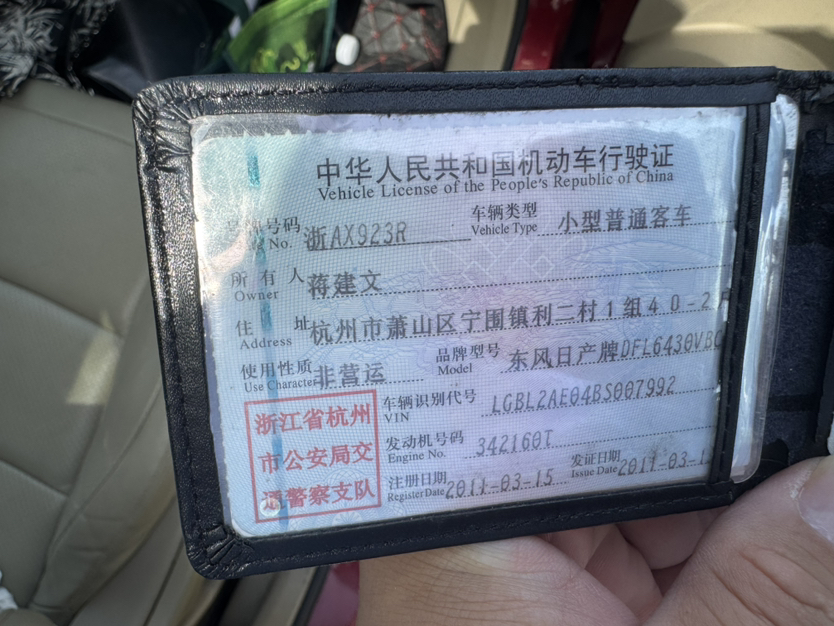 中华人民共和国机动车行驶证
Vehicle License of the People's Republic of China
号牌号码 浙AX923R 车辆类型 小型普通客车
No. Vehicle Type
所有人 蒋建文
Owner
住址 杭州市萧山区宁围镇利二村1组40-2
Address
使用性质 非营运 品牌型号 东风日产牌DFL6430VBC
Use Character Model
浙江省杭州
市公安局交
通警察支队
车辆识别代号 LGBL2AE04BS007992
VIN
发动机号码 342160T
Engine No.
注册日期 2011-03-15 发证日期 2011-03-1
Register Date Issue Date